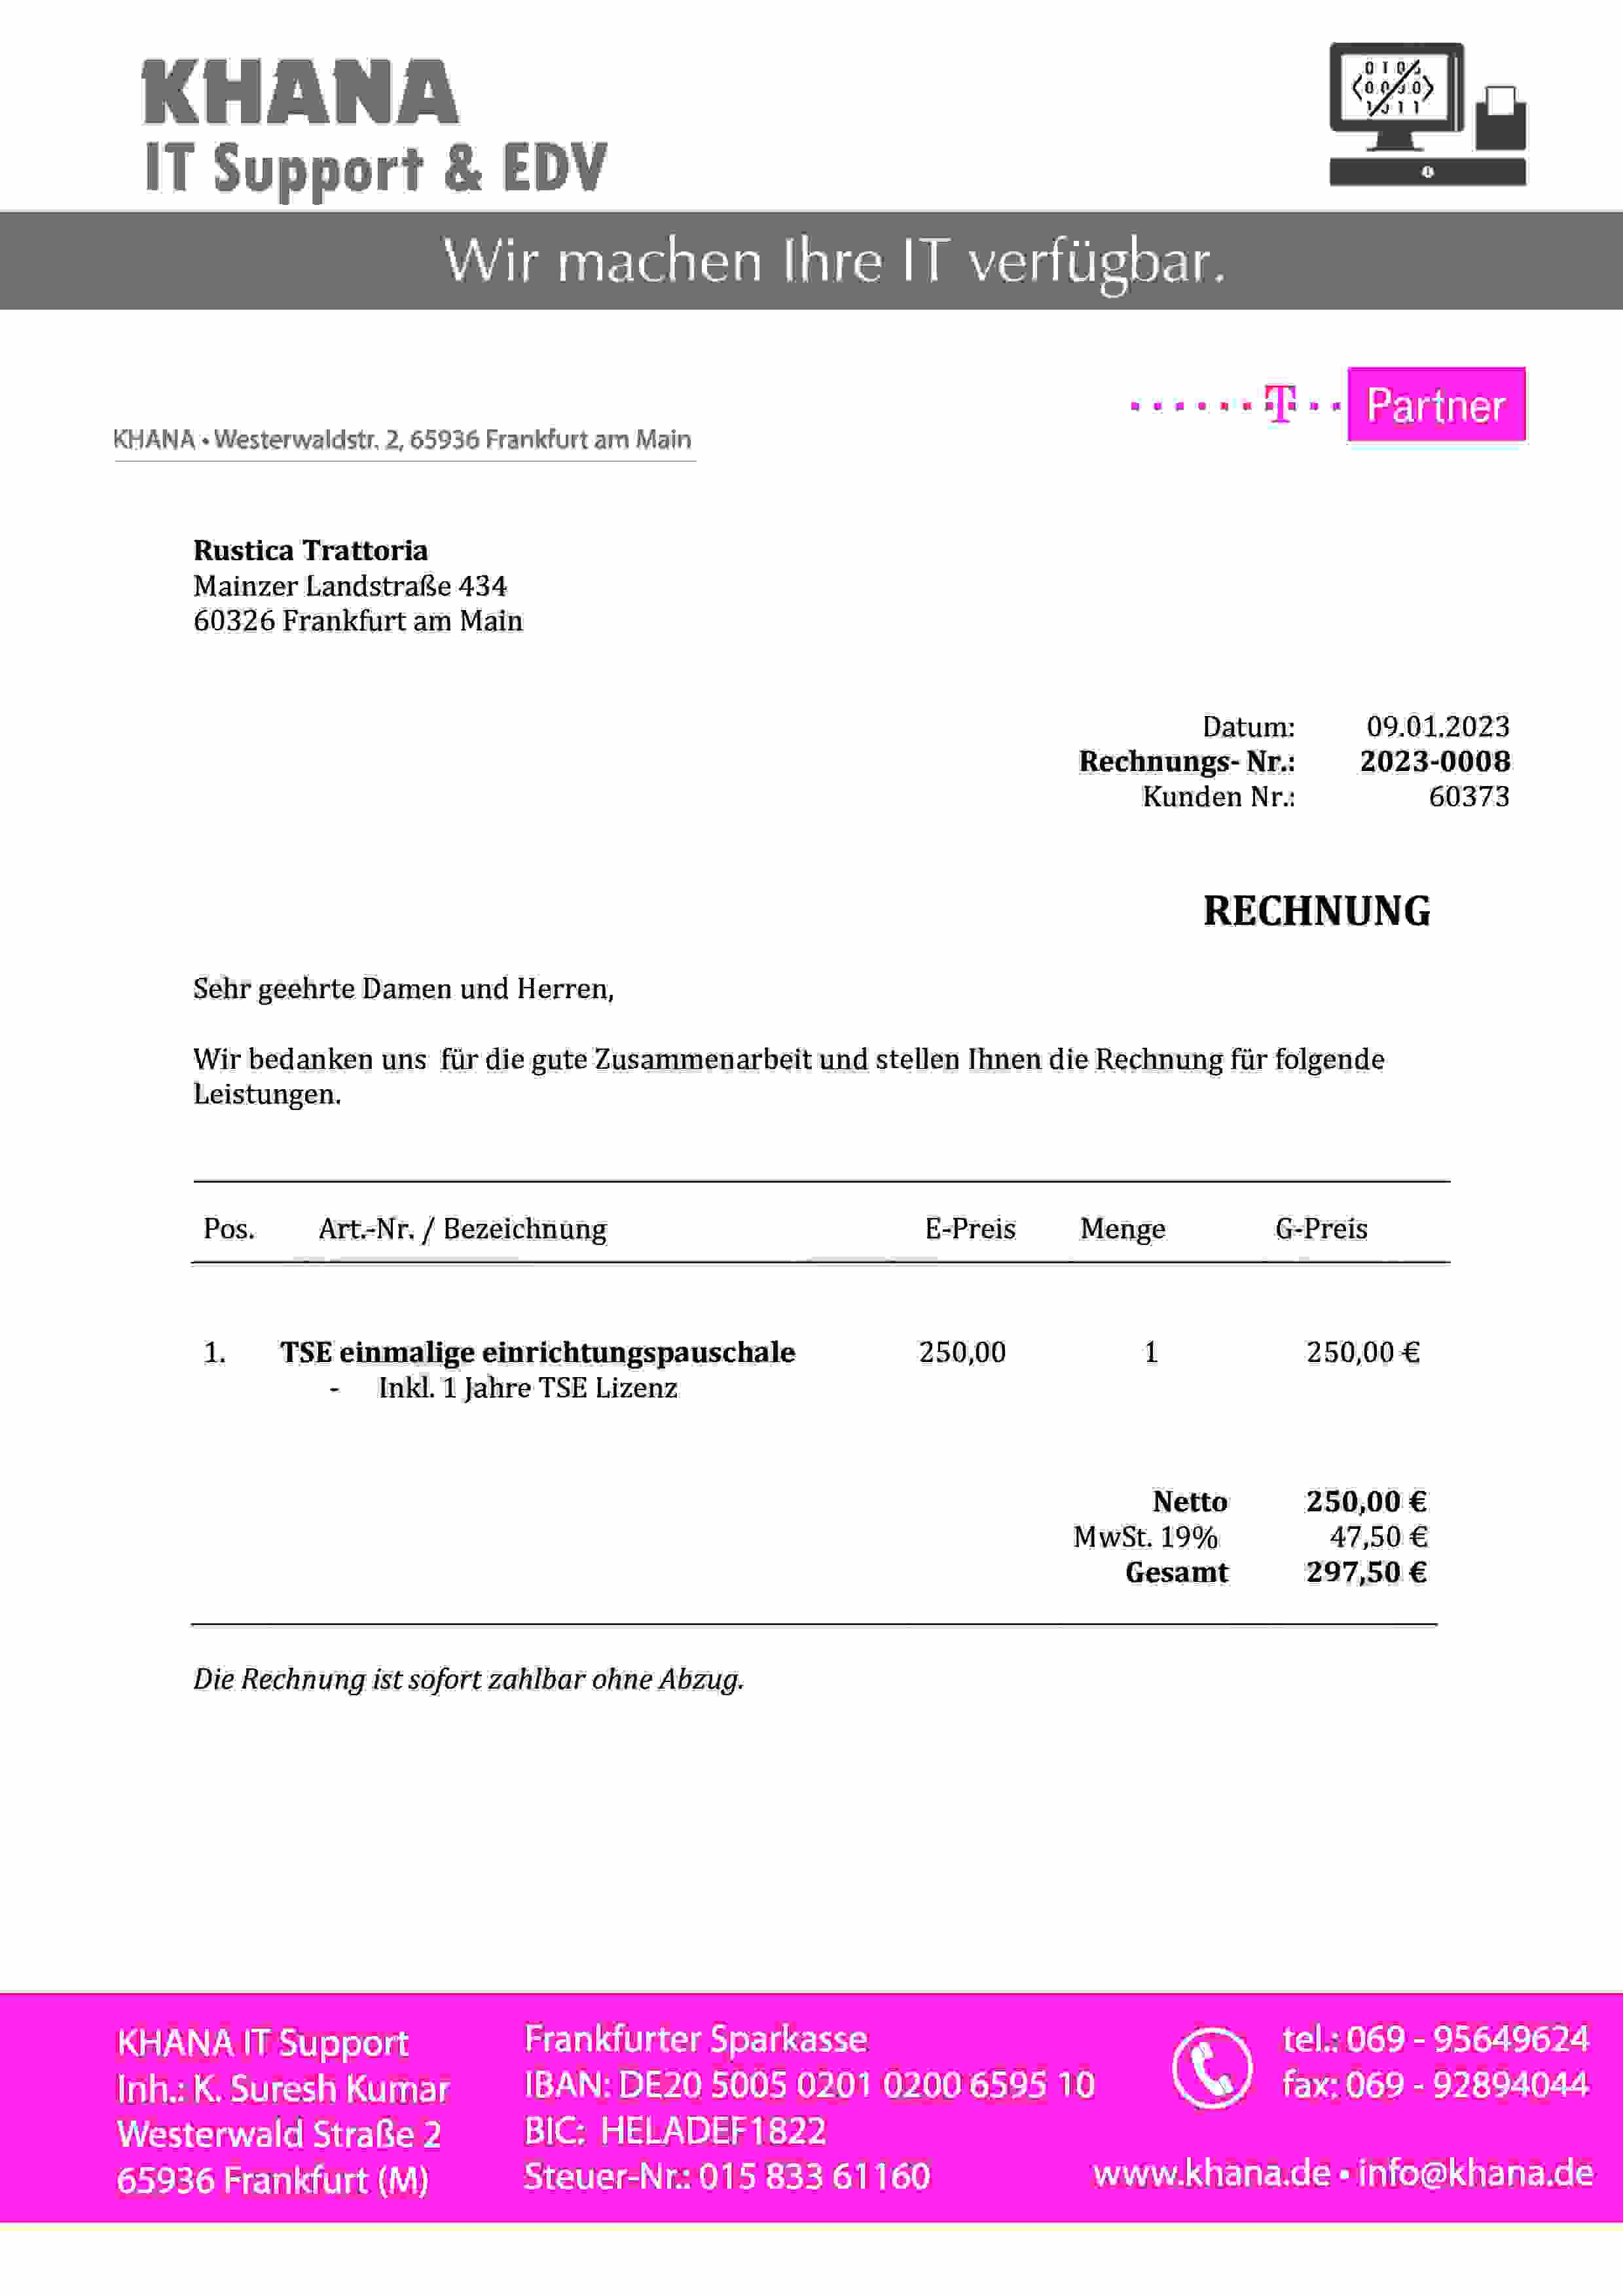 KHANA
IT Support & EDV
Wir machen Ihre IT verfügbar.
T Partner
KHANA • Westerwaldstr. 2, 65936 Frankfurt am Main
Rustica Trattoria
Mainzer Landstraße 434
60326 Frankfurt am Main
Datum: 09.01.2023
Rechnungs- Nr.: 2023-0008
Kunden Nr.: 60373
RECHNUNG
Sehr geehrte Damen und Herren,
Wir bedanken uns für die gute Zusammenarbeit und stellen Ihnen die Rechnung für folgende
Leistungen.
Pos. Art.-Nr. / Bezeichnung E-Preis Menge G-Preis
1. TSE einmalige einrichtungspauschale 250,00 1 250,00 €
- Inkl. 1 Jahre TSE Lizenz
Netto 250,00 €
MwSt. 19% 47,50 €
Gesamt 297,50 €
Die Rechnung ist sofort zahlbar ohne Abzug.
KHANA IT Support
Inh.: K. Suresh Kumar
Westerwald Straße 2
65936 Frankfurt (M)
Frankfurter Sparkasse
IBAN: DE20 5005 0201 0200 6595 10
BIC: HELADEF1822
Steuer-Nr.: 015 833 61160
tel.: 069 - 95649624
fax: 069 - 92894044
www.khana.de • info@khana.de